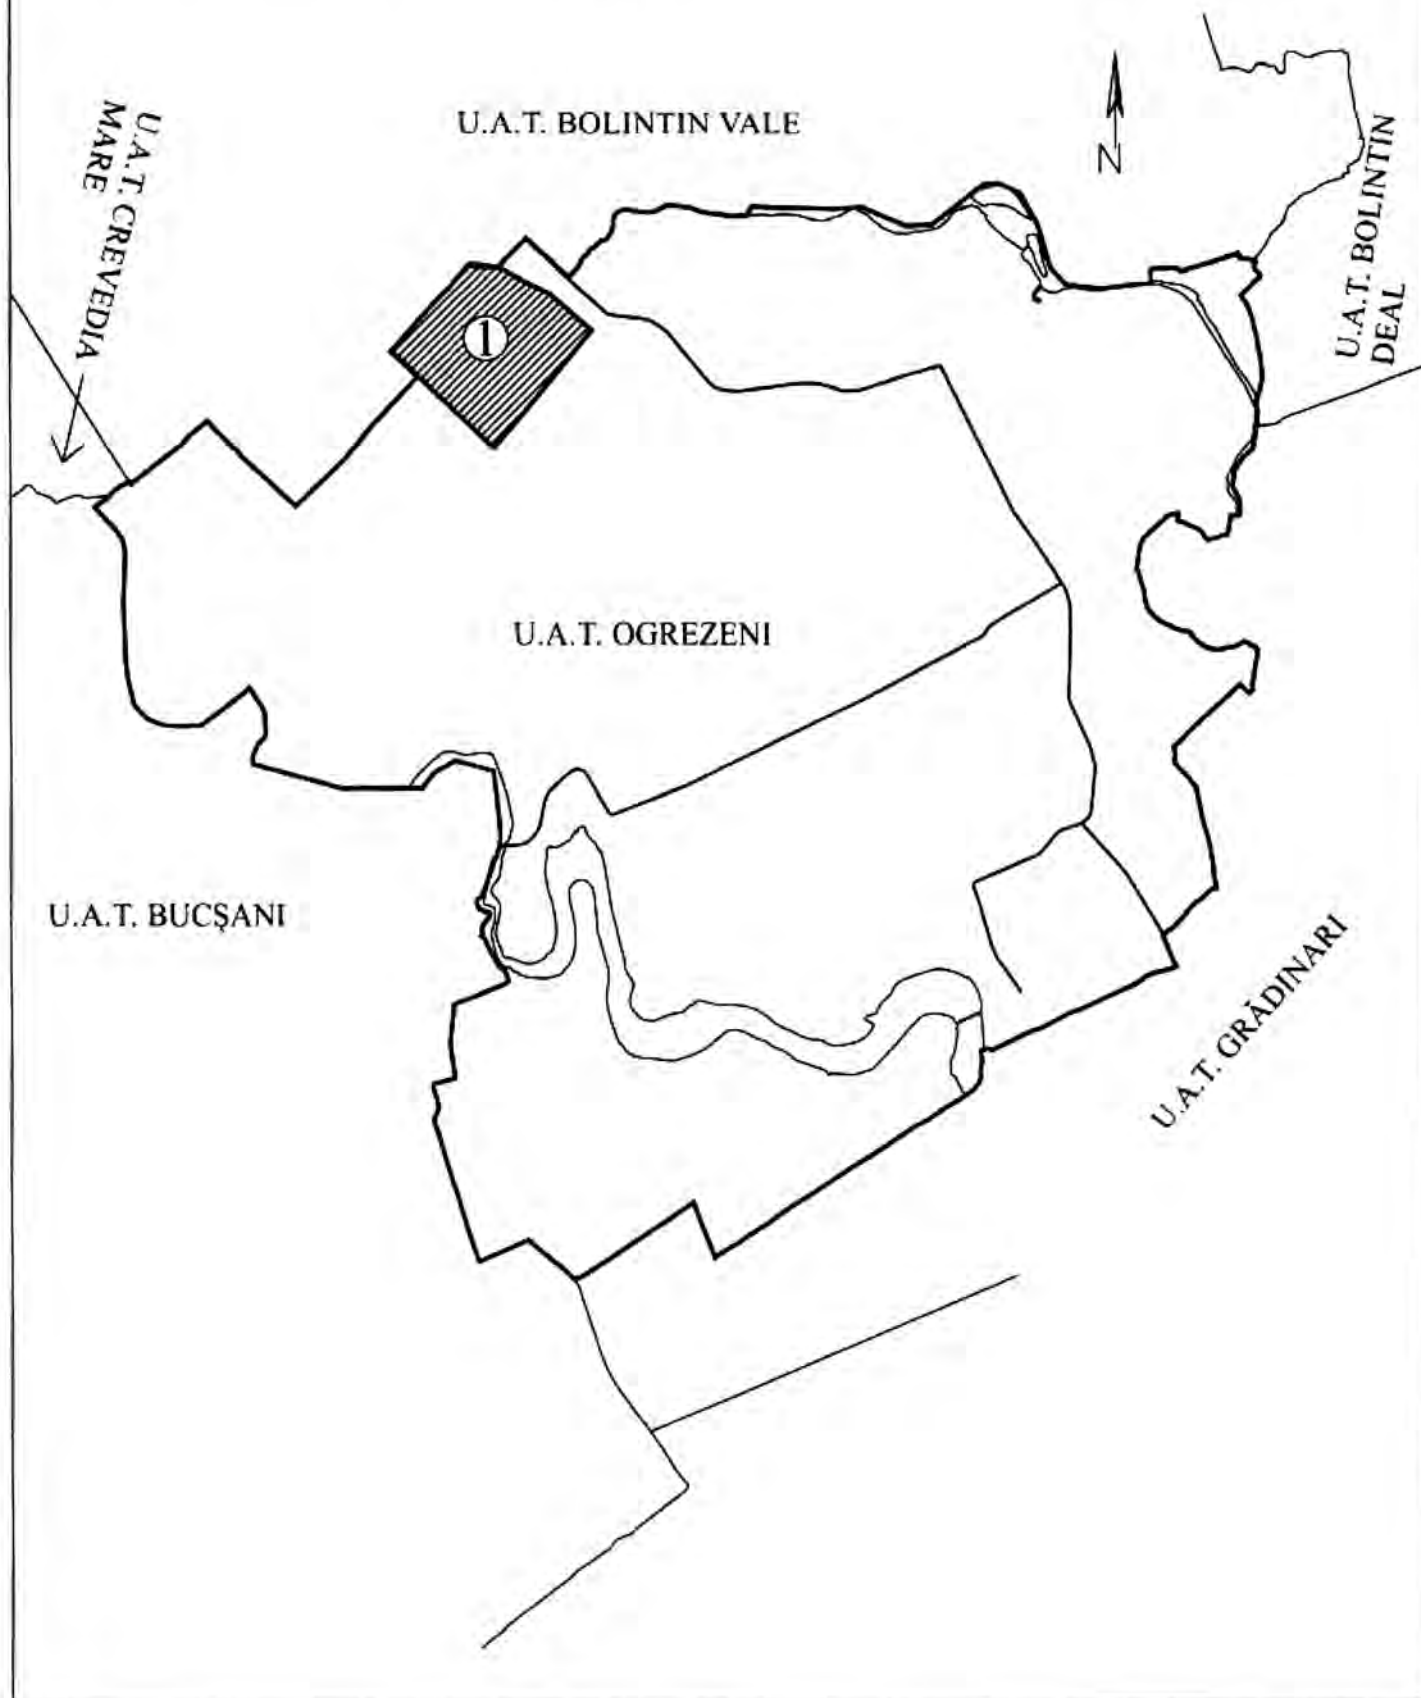 U.A.T. BOLINTIN VALE
U.A.T. CREVEDIA
MARE
N
U.A.T. BOLINTIN
DEAL
1
U.A.T. OGREZENI
U.A.T. BUCŞANI
U.A.T. GRĂDINARI